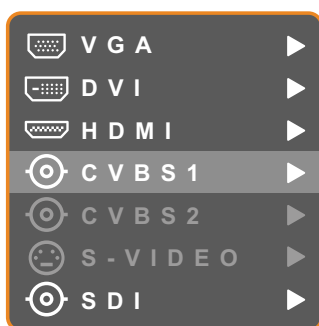 VGA
DVI
HDMI
CVBS1
CVBS2
S-VIDEO
SDI